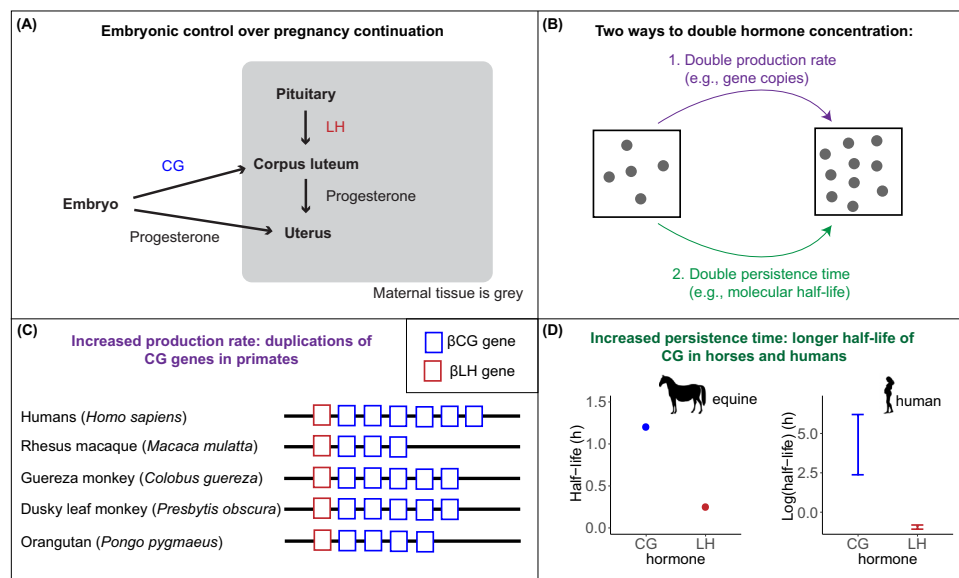 (A)
Embryonic control over pregnancy continuation
Pituitary
LH
CG
Corpus luteum
Progesterone
Embryo
Progesterone
Uterus
Maternal tissue is grey
(B)
Two ways to double hormone concentration:
1. Double production rate
(e.g., gene copies)
2. Double persistence time
(e.g., molecular half-life)
(C)
Increased production rate: duplications of
CG genes in primates
βCG gene
βLH gene
Humans (Homo sapiens)
Rhesus macaque (Macaca mulatta)
Guereza monkey (Colobus guereza)
Dusky leaf monkey (Presbytis obscura)
Orangutan (Pongo pygmaeus)
(D)
Increased persistence time: longer half-life of
CG in horses and humans
equine
Half−life (h)
1.5
1.0
0.5
0.0
CG LH
hormone
human
Log(half−life) (h)
5.0
2.5
0.0
CG LH
hormone